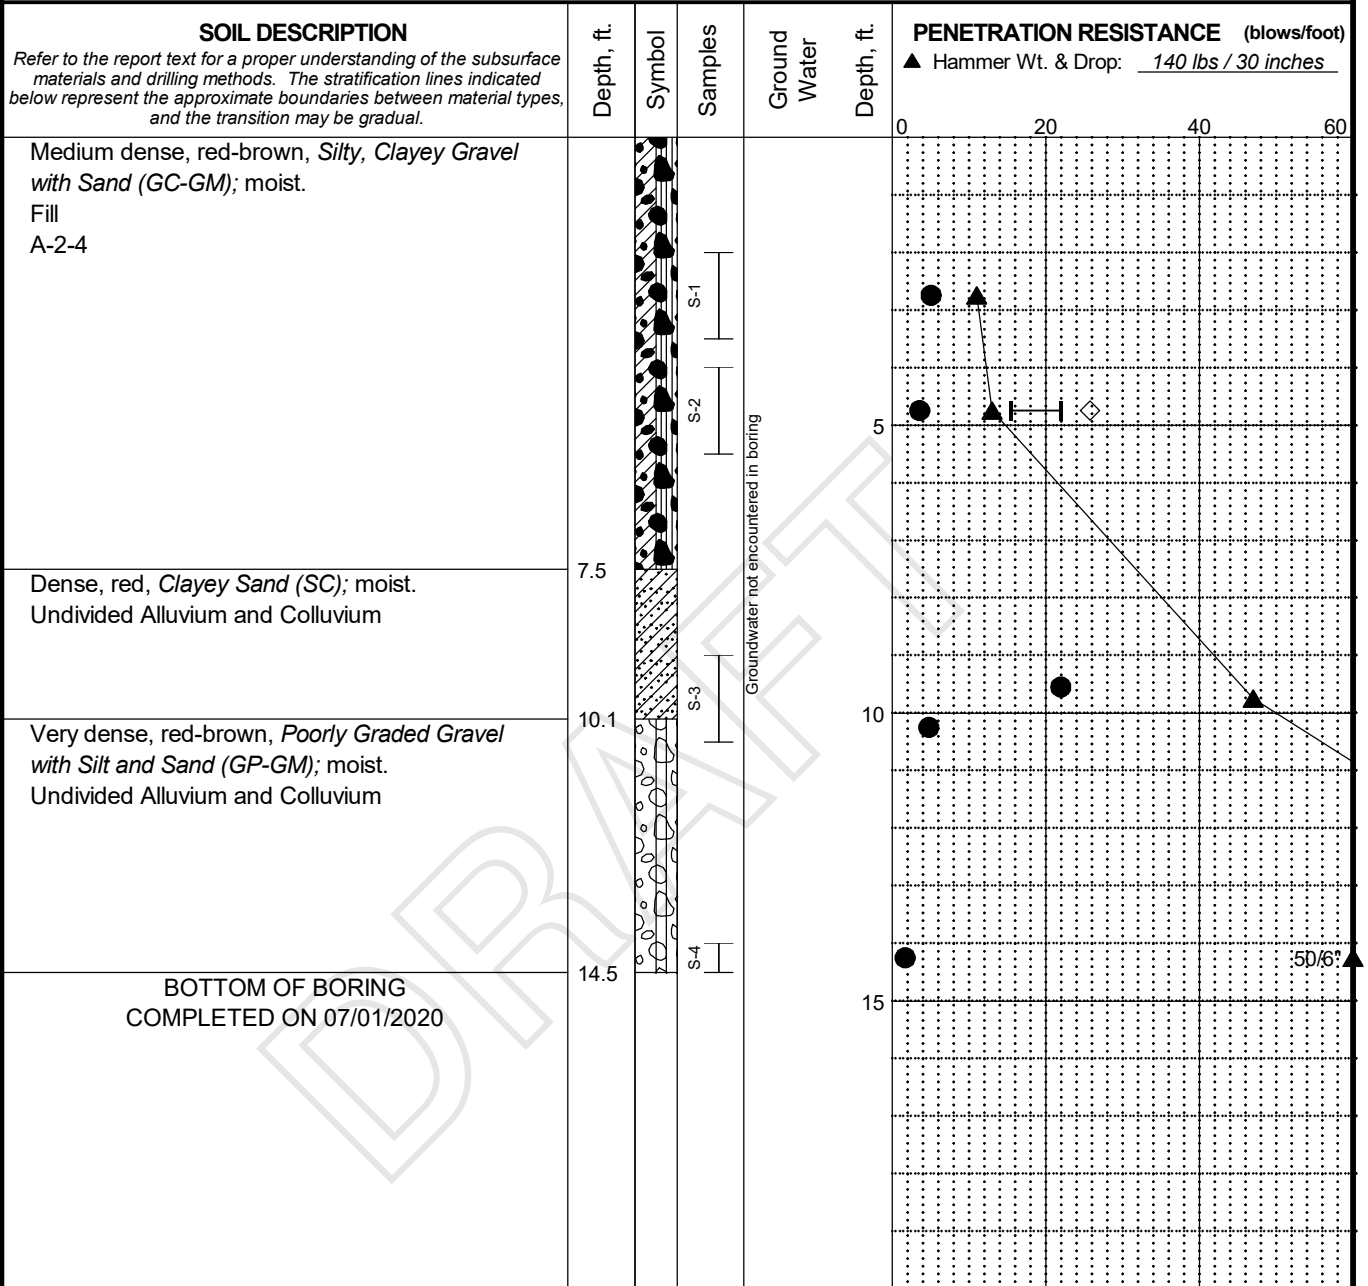 SOIL DESCRIPTION
Refer to the report text for a proper understanding of the subsurface
materials and drilling methods. The stratification lines indicated
below represent the approximate boundaries between material types,
and the transition may be gradual.
Depth, ft.
Symbol
Samples
Ground
Water
Depth, ft.
PENETRATION RESISTANCE (blows/foot)
▲ Hammer Wt. & Drop: 140 lbs / 30 inches
0 20 40 60
Medium dense, red-brown, Silty, Clayey Gravel
with Sand (GC-GM); moist.
Fill
A-2-4
S-1
S-2
5
Groundwater not encountered in boring
7.5
Dense, red, Clayey Sand (SC); moist.
Undivided Alluvium and Colluvium
S-3
10
10.1
Very dense, red-brown, Poorly Graded Gravel
with Silt and Sand (GP-GM); moist.
Undivided Alluvium and Colluvium
S-4
50/6"
14.5
BOTTOM OF BORING
COMPLETED ON 07/01/2020
15
DRAFT